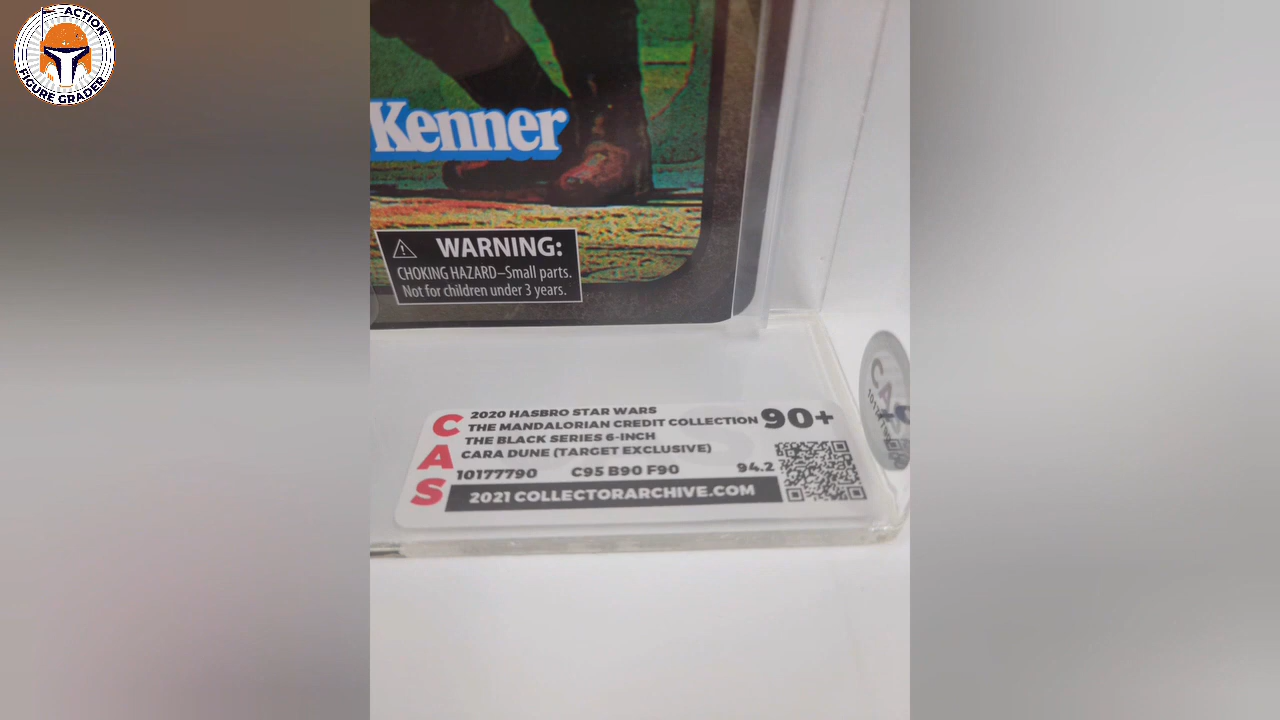 ACTION
FIGURE GRADER
Kenner
WARNING:
CHOKING HAZARD–Small parts.
Not for children under 3 years.
CAS
2020 HASBRO STAR WARS
THE MANDALORIAN CREDIT COLLECTION
90+
THE BLACK SERIES 6-INCH
CARA DUNE (TARGET EXCLUSIVE)
10177790 C95 B90 F90 94.2
2021 COLLECTORARCHIVE.COM